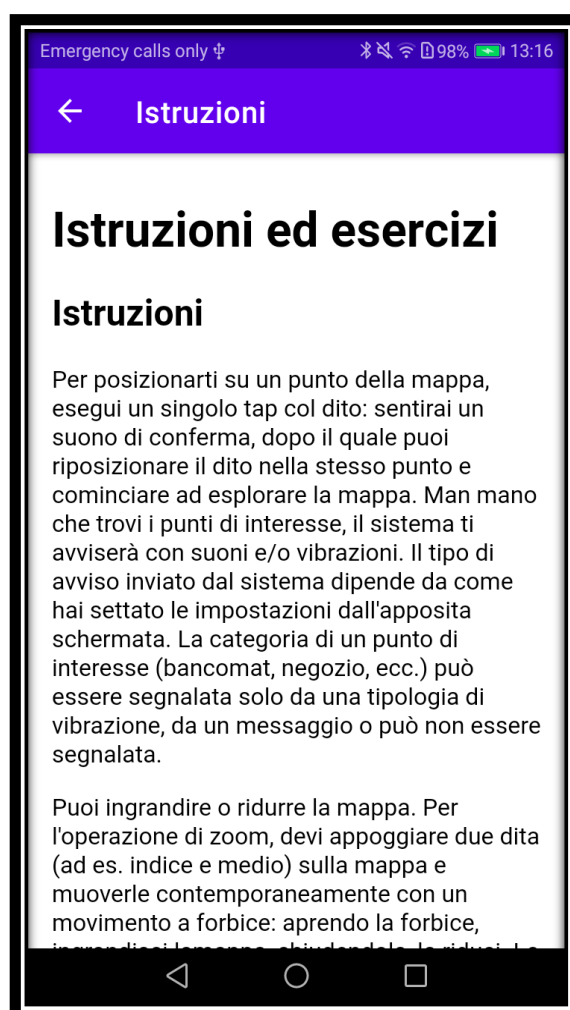 Emergency calls only 98% 13:16
Istruzioni
Istruzioni ed esercizi
Istruzioni
Per posizionarti su un punto della mappa,
esegui un singolo tap col dito: sentirai un
suono di conferma, dopo il quale puoi
riposizionare il dito nella stesso punto e
cominciare ad esplorare la mappa. Man mano
che trovi i punti di interesse, il sistema ti
avviserà con suoni e/o vibrazioni. Il tipo di
avviso inviato dal sistema dipende da come
hai settato le impostazioni dall'apposita
schermata. La categoria di un punto di
interesse (bancomat, negozio, ecc.) può
essere segnalata solo da una tipologia di
vibrazione, da un messaggio o può non essere
segnalata.
Puoi ingrandire o ridurre la mappa. Per
l'operazione di zoom, devi appoggiare due dita
(ad es. indice e medio) sulla mappa e
muoverle contemporaneamente con un
movimento a forbice: aprendo la forbice,